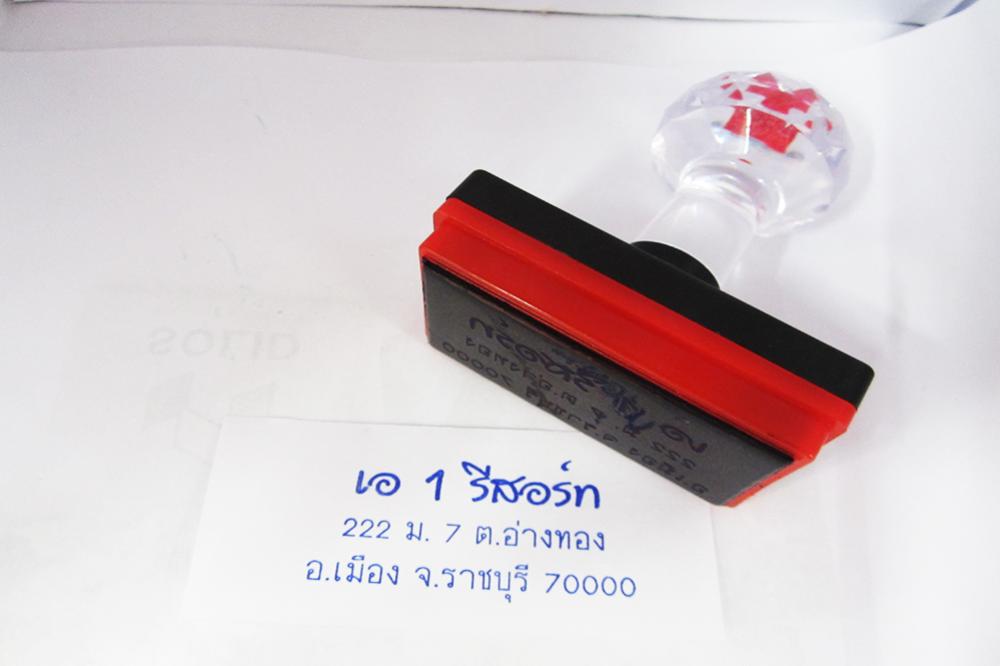 เอ 1 รีสอร์ท
222 ม. 7 ต.อ่างทอง
อ.เมือง จ.ราชบุรี 70000
SOLID